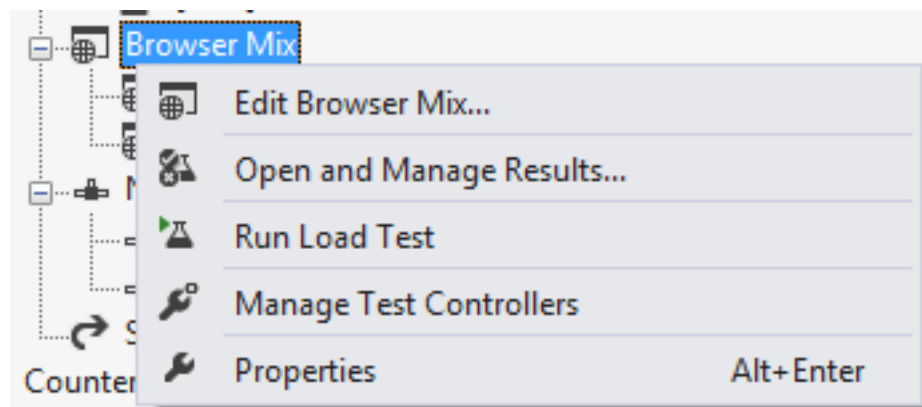 Browser Mix
Edit Browser Mix...
Open and Manage Results...
Run Load Test
Manage Test Controllers
Properties Alt+Enter
Counter